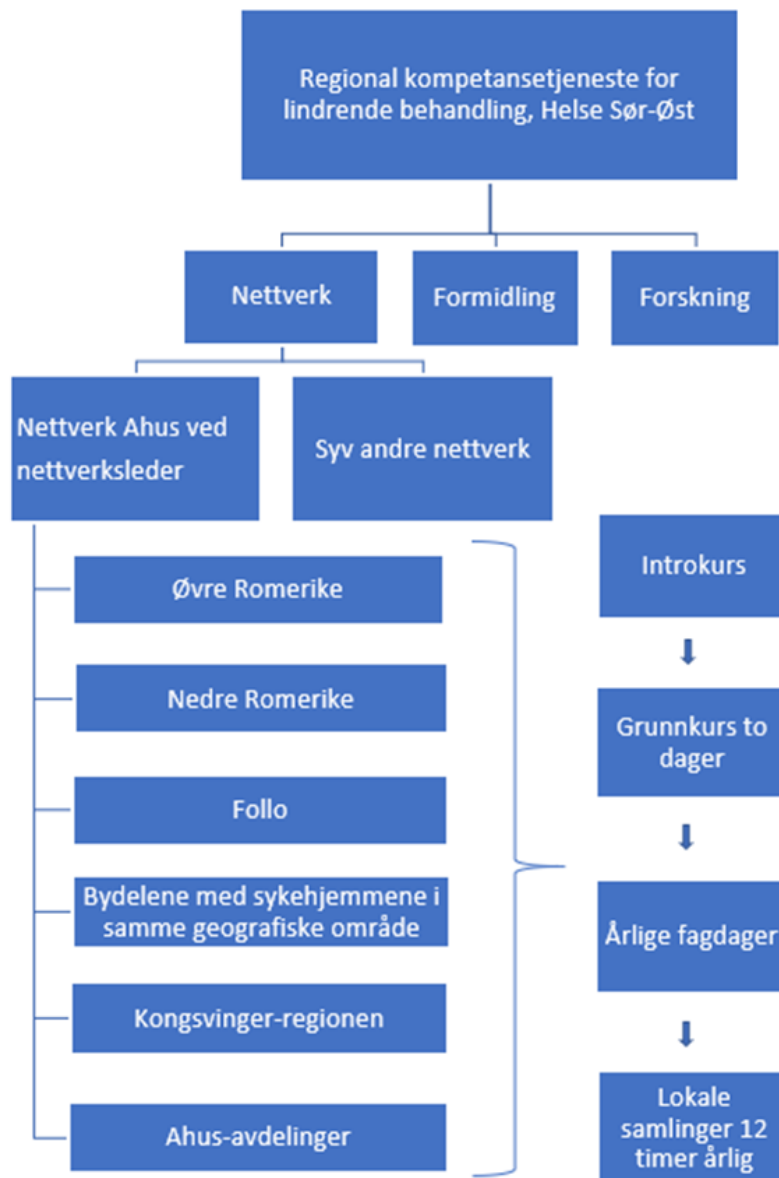 Regional kompetansetjeneste for
lindrende behandling, Helse Sør-Øst
Nettverk
Formidling
Forskning
Nettverk Ahus ved
nettverksleder
Syv andre nettverk
Øvre Romerike
Nedre Romerike
Follo
Bydelene med sykehjemmene i
samme geografiske område
Kongsvinger-regionen
Ahus-avdelinger
Introkurs
Grunnkurs to
dager
Årlige fagdager
Lokale
samlinger 12
timer årlig